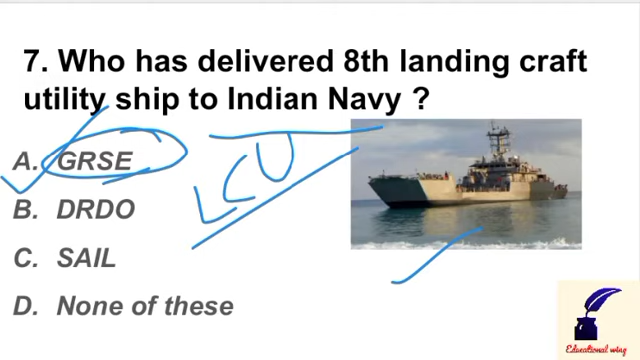 7. Who has delivered 8th landing craft
utility ship to Indian Navy ?
A. GRSE
LCU
B. DRDO
C. SAIL
D. None of these
Educational wing